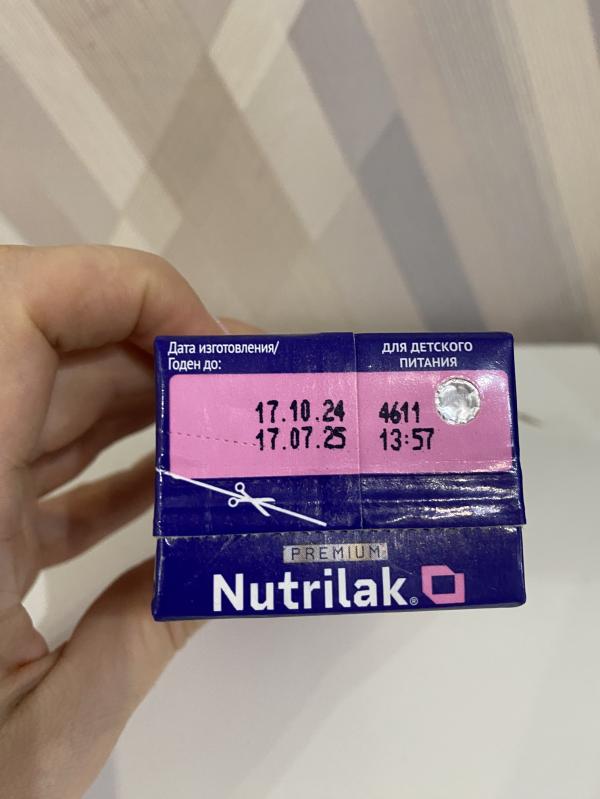 Дата изготовления/
Годен до:
ДЛЯ ДЕТСКОГО
ПИТАНИЯ
17.10.24 4611
17.07.25 13:57
PREMIUM
Nutrilak®